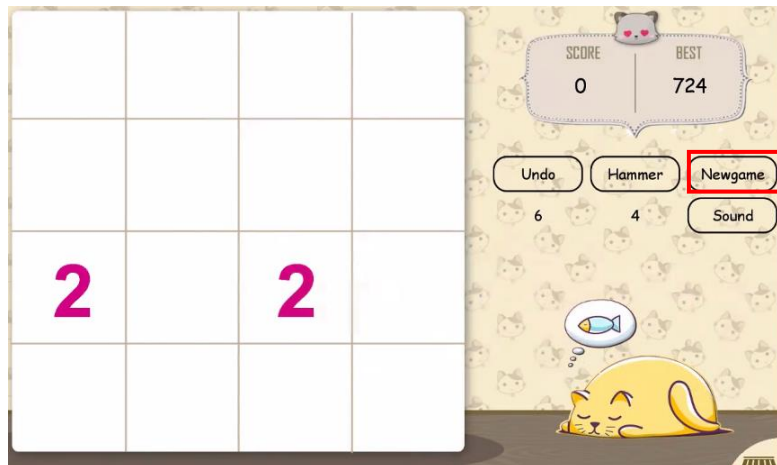 SCORE BEST
0 724
Undo Hammer Newgame
6 4 Sound
2 2